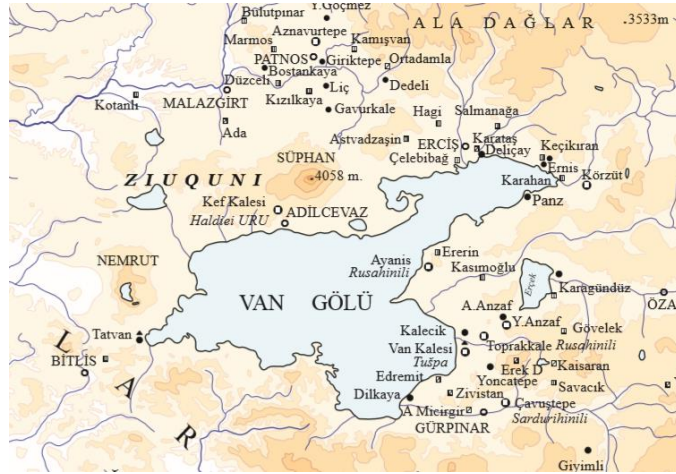 Bulutpınar
Y.Göçmez
ALA DAĞLAR
3533m
Aznavurtepe
Marmos
Kamışvan
PATNOS
Giriktepe
Ortadamla
Bostankaya
Düzceli
Liç
Dedeli
Kotanlı
MALAZGİRT
Kızılkaya
Gavurkale
Hagi
Salmanağa
Ada
Astvadzaşin
ERCİŞ
Karataş
Deliçay
Keçikıran
SÜPHAN
Çelebibağ
Ernis
4058 m.
Karahan
Körzüt
ZIUQUNI
Panz
Kef Kalesi
Haldiei URU
ADİLCEVAZ
NEMRUT
Ayanis
Rusahinili
Ererin
Kasımoğlu
Erçek
Karagündüz
VAN GÖLÜ
A.Anzaf
ÖZA
Kalecik
Y.Anzaf
Gövelek
Tatvan
Van Kalesi
Tušpa
Toprakkale
Rusahinili
BİTLİS
Erek D
Kaisaran
Edremit
Yoncatepe
Savacık
Dilkaya
Zivistan
L A R
A Micirgir
Çavuştepe
GÜRPINAR
Sardurihinili
Giyimli